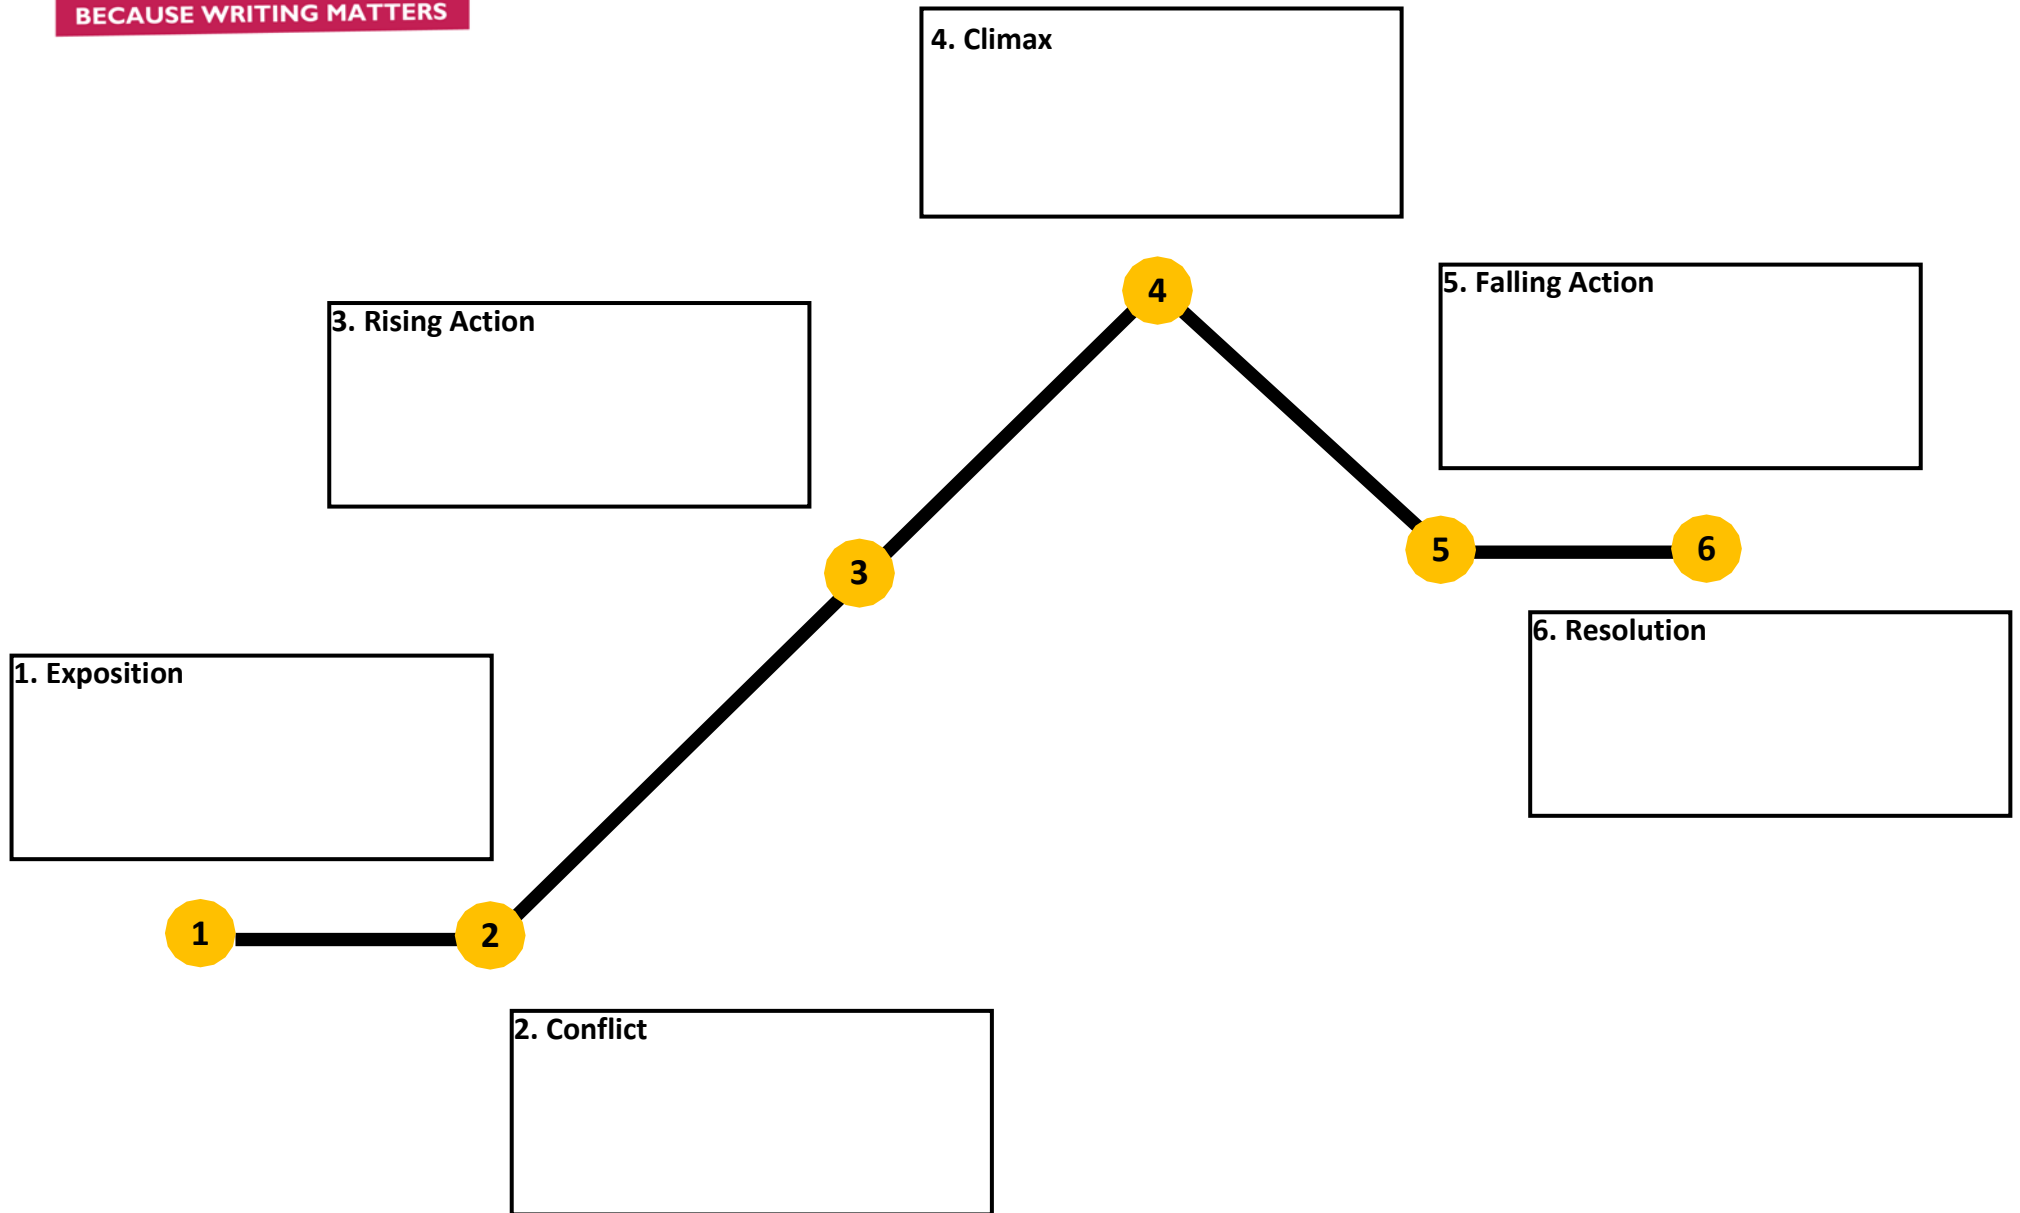 BECAUSE WRITING MATTERS
4. Climax
4
5. Falling Action
3. Rising Action
3
5
6
6. Resolution
1. Exposition
1
2
2. Conflict